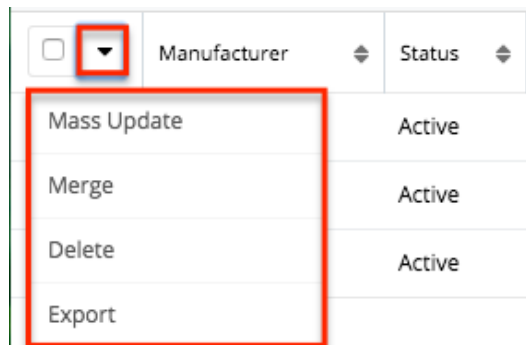 Manufacturer Status
Mass Update Active
Merge Active
Delete Active
Export